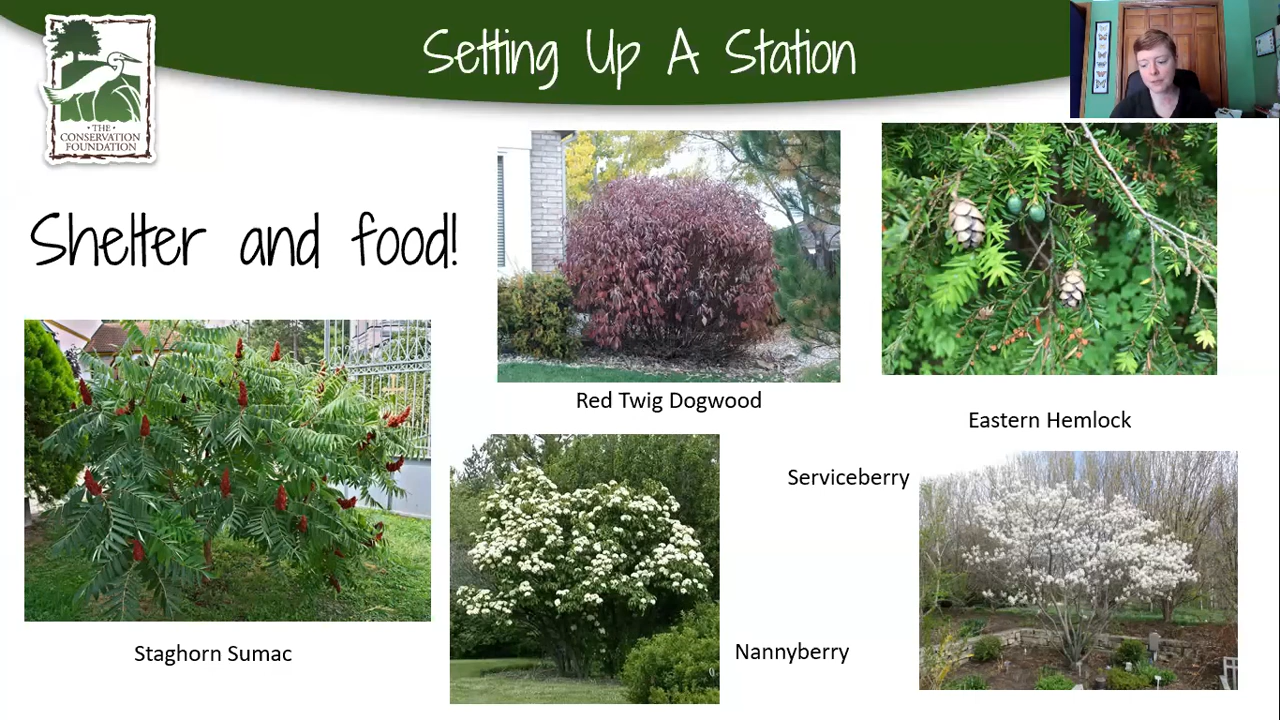 Setting Up A Station
· THE ·
CONSERVATION
FOUNDATION
Shelter and food!
Red Twig Dogwood
Eastern Hemlock
Serviceberry
Staghorn Sumac
Nannyberry